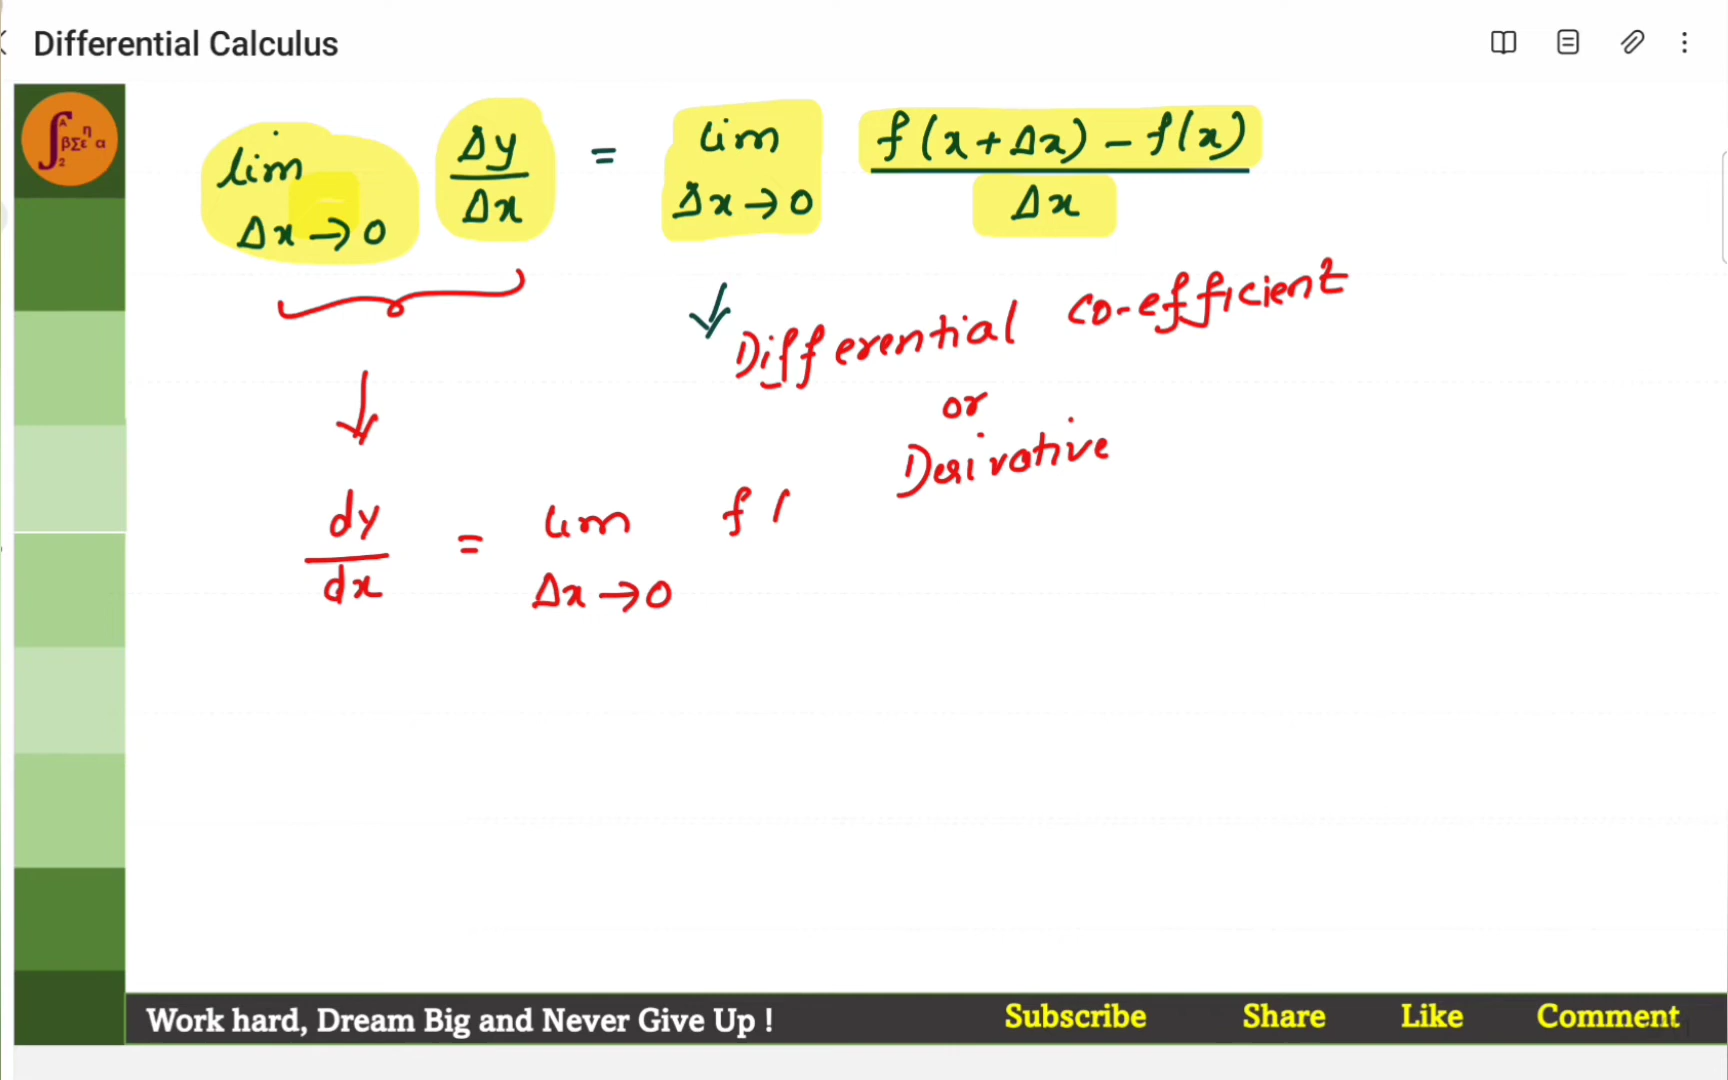 Differential Calculus
lim Δx→0 Δy/Δx = lim Δx→0 f(x+Δx)-f(x)/Δx
Differential co-efficient
or
Derivative
dy/dx = lim Δx→0 f(
Work hard, Dream Big and Never Give Up !
Subscribe Share Like Comment